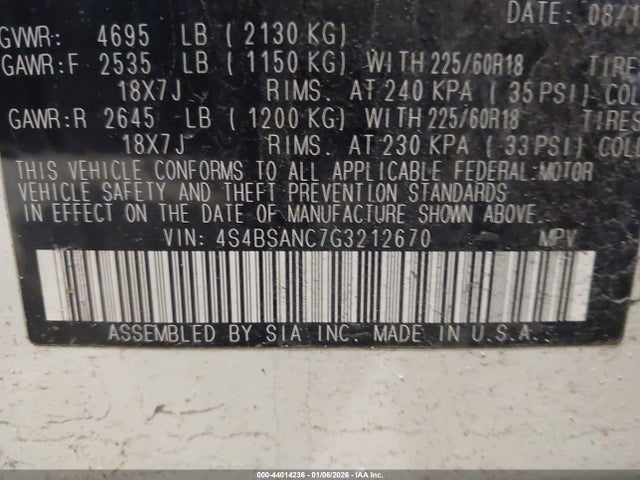 DATE: 08/
GVWR: 4695 LB ( 2130 KG)
GAWR:F 2535 LB ( 1150 KG) WITH 225/60R18 TIRES
18X7J RIMS. AT 240 KPA ( 35 PSI) COL
GAWR:R 2645 LB ( 1200 KG) WITH 225/60R18 TIRES
18X7J RIMS. AT 230 KPA ( 33 PSI) COL
THIS VEHICLE CONFORMS TO ALL APPLICABLE FEDERAL MOTOR
VEHICLE SAFETY AND THEFT PREVENTION STANDARDS
IN EFFECT ON THE DATE OF MANUFACTURE SHOWN ABOVE.
VIN: 4S4BSANC7G3212670 MPV
ASSEMBLED BY SIA INC. MADE IN U.S.A.
000-44014236 - 01/06/2026 - IAA Inc.